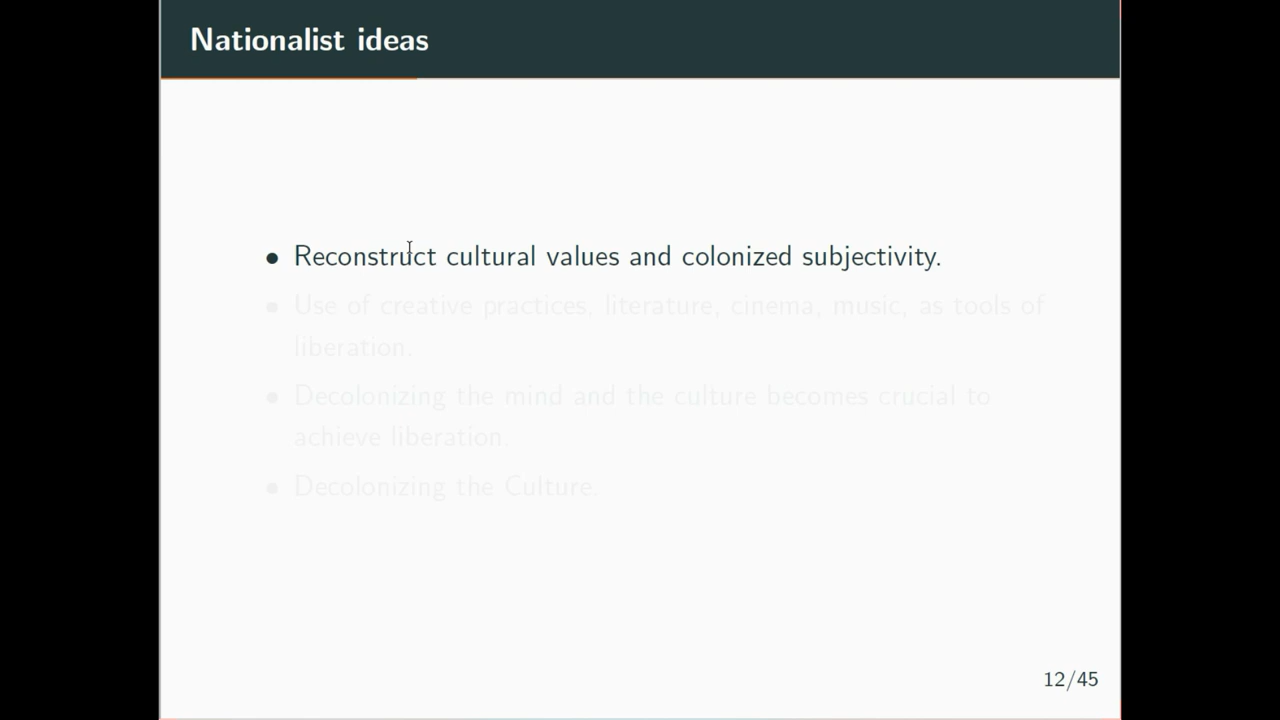 Nationalist ideas
• Reconstruct cultural values and colonized subjectivity.
• Use of creative practices, literature, cinema, music, as tools of
liberation.
• Decolonizing the mind and the culture becomes crucial to
achieve liberation.
• Decolonizing the Culture.
12/45